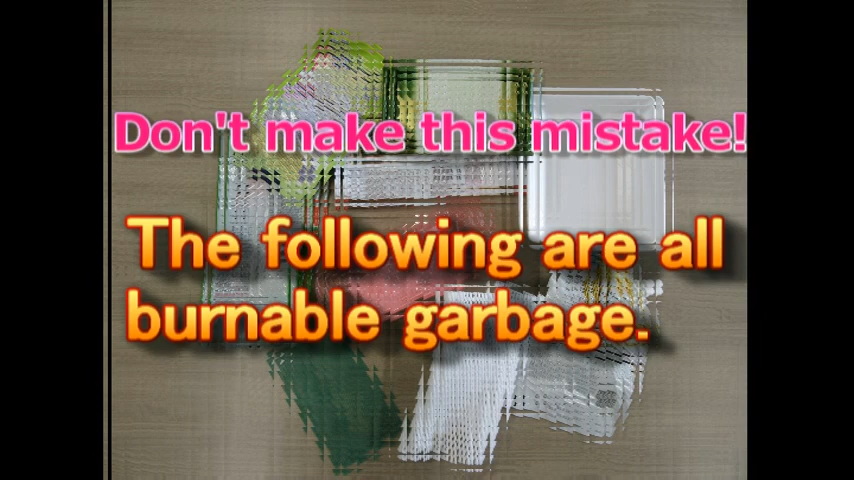 Don't make this mistake!
The following are all
burnable garbage.